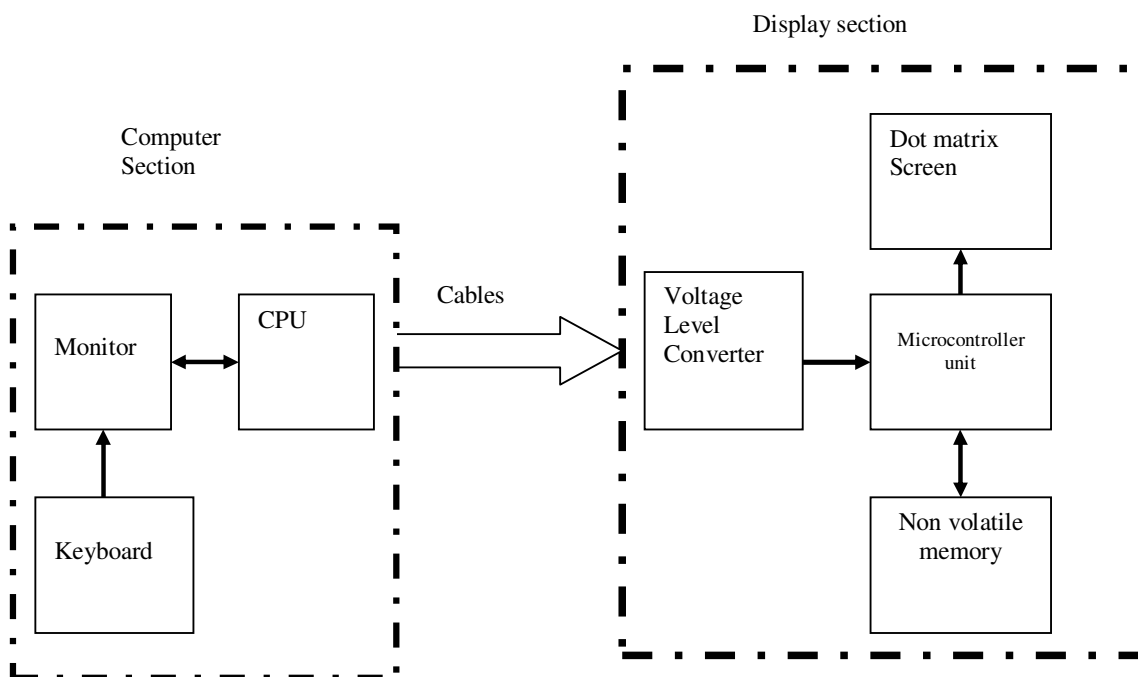 Display section
Computer
Section
Dot matrix
Screen
Cables
Monitor
CPU
Voltage
Level
Converter
Microcontroller
unit
Keyboard
Non volatile
memory